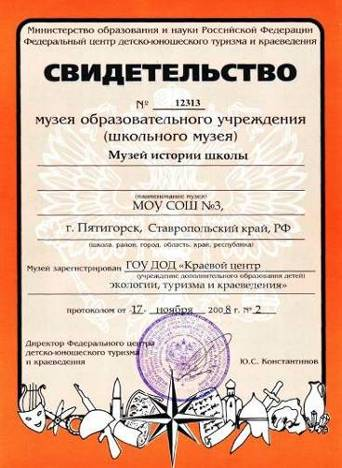 Министерство образования и науки Российской Федерации
Федеральный центр детско-юношеского туризма и краеведения
СВИДЕТЕЛЬСТВО
№ 12313
музея образовательного учреждения
(школьного музея)
Музей истории школы
(наименование музея)
МОУ СОШ №3,
г. Пятигорск, Ставропольский край, РФ
(школа, район, город, область, край, республика)
Музей зарегистрирован ГОУ ДОД «Краевой центр
(учреждение дополнительного образования детей)
экологии, туризма и краеведения»
протоколом от 17 ноября 2008 г. № 2
Директор Федерального центра
детско-юношеского туризма
и краеведения
Ю.С. Константинов